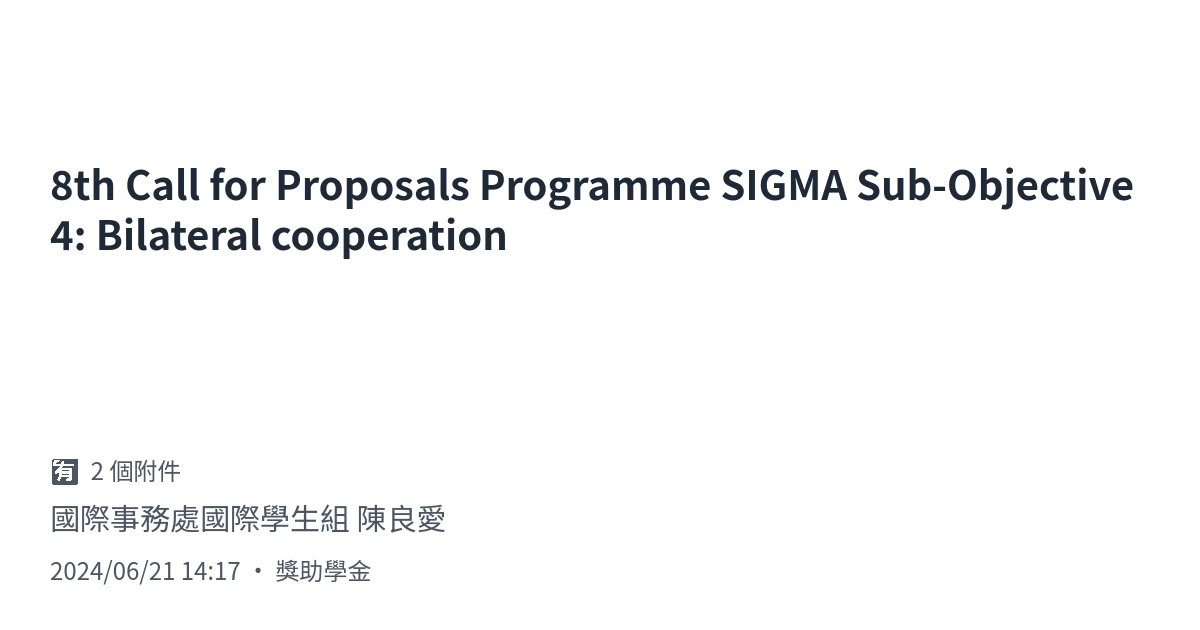 8th Call for Proposals Programme SIGMA Sub-Objective
4: Bilateral cooperation
有 2 個附件
國際事務處國際學生組 陳良愛
2024/06/21 14:17 • 獎助學金